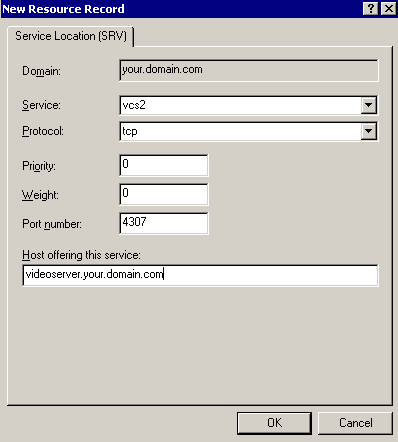 New Resource Record
Service Location (SRV)
Domain: your.domain.com
Service: vcs2
Protocol: tcp
Priority: 0
Weight: 0
Port number: 4307
Host offering this service:
videoserver.your.domain.com
OK Cancel